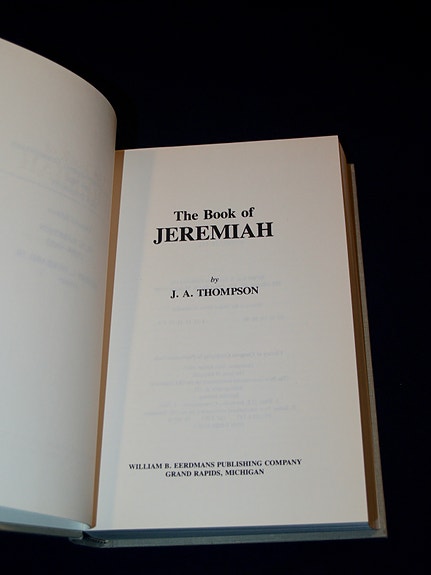 The Book of
JEREMIAH
by
J. A. THOMPSON
WILLIAM B. EERDMANS PUBLISHING COMPANY
GRAND RAPIDS, MICHIGAN